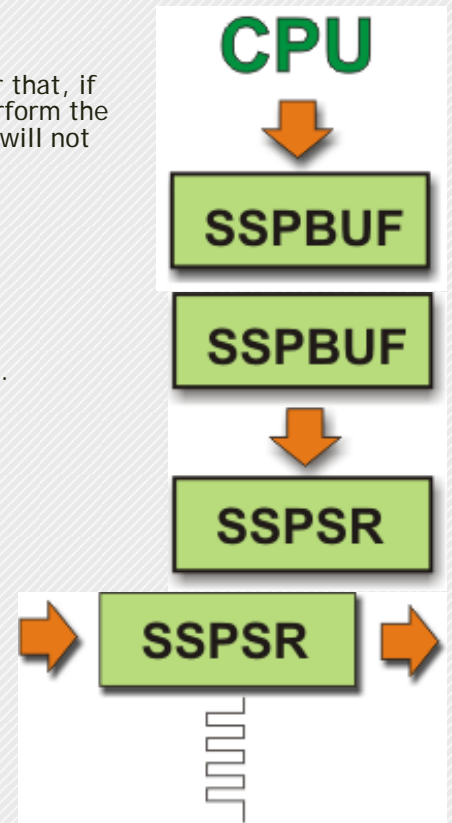 CPU
r that, if
rform the
will not
SSPBUF
SSPBUF
.
SSPSR
SSPSR